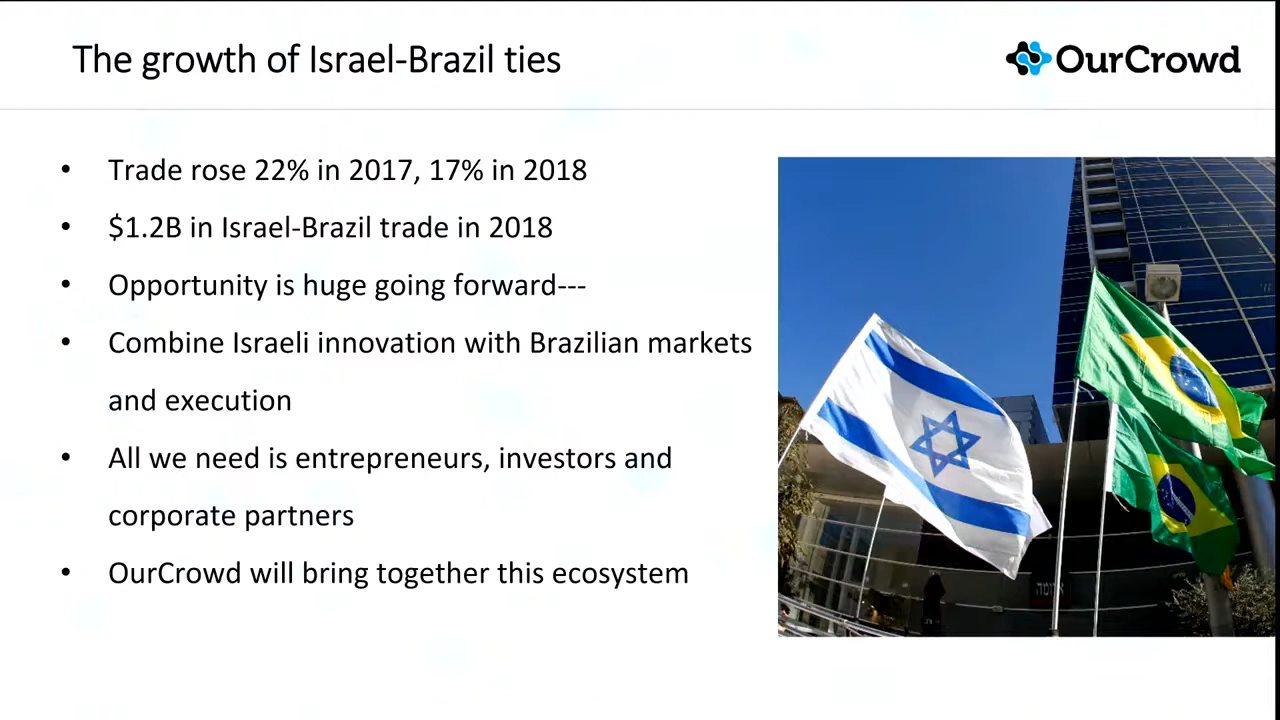 The growth of Israel-Brazil ties
OurCrowd
• Trade rose 22% in 2017, 17% in 2018
• $1.2B in Israel-Brazil trade in 2018
• Opportunity is huge going forward---
• Combine Israeli innovation with Brazilian markets
and execution
• All we need is entrepreneurs, investors and
corporate partners
• OurCrowd will bring together this ecosystem